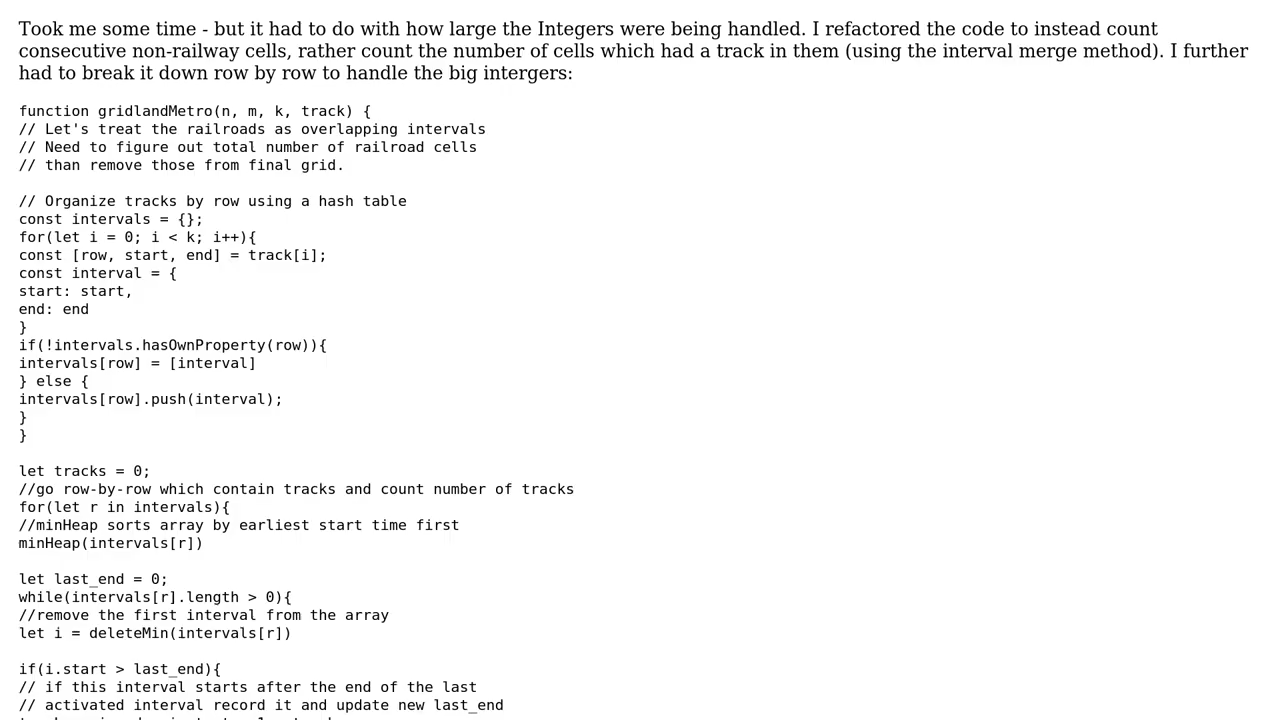 Took me some time - but it had to do with how large the Integers were being handled. I refactored the code to instead count
consecutive non-railway cells, rather count the number of cells which had a track in them (using the interval merge method). I further
had to break it down row by row to handle the big intergers:
function gridlandMetro(n, m, k, track) {
// Let's treat the railroads as overlapping intervals
// Need to figure out total number of railroad cells
// than remove those from final grid.
// Organize tracks by row using a hash table
const intervals = {};
for(let i = 0; i < k; i++){
const [row, start, end] = track[i];
const interval = {
start: start,
end: end
}
if(!intervals.hasOwnProperty(row)){
intervals[row] = [interval]
} else {
intervals[row].push(interval);
}
}
let tracks = 0;
//go row-by-row which contain tracks and count number of tracks
for(let r in intervals){
//minHeap sorts array by earliest start time first
minHeap(intervals[r])
let last_end = 0;
while(intervals[r].length > 0){
//remove the first interval from the array
let i = deleteMin(intervals[r])
if(i.start > last_end){
// if this interval starts after the end of the last
// activated interval record it and update new last_end